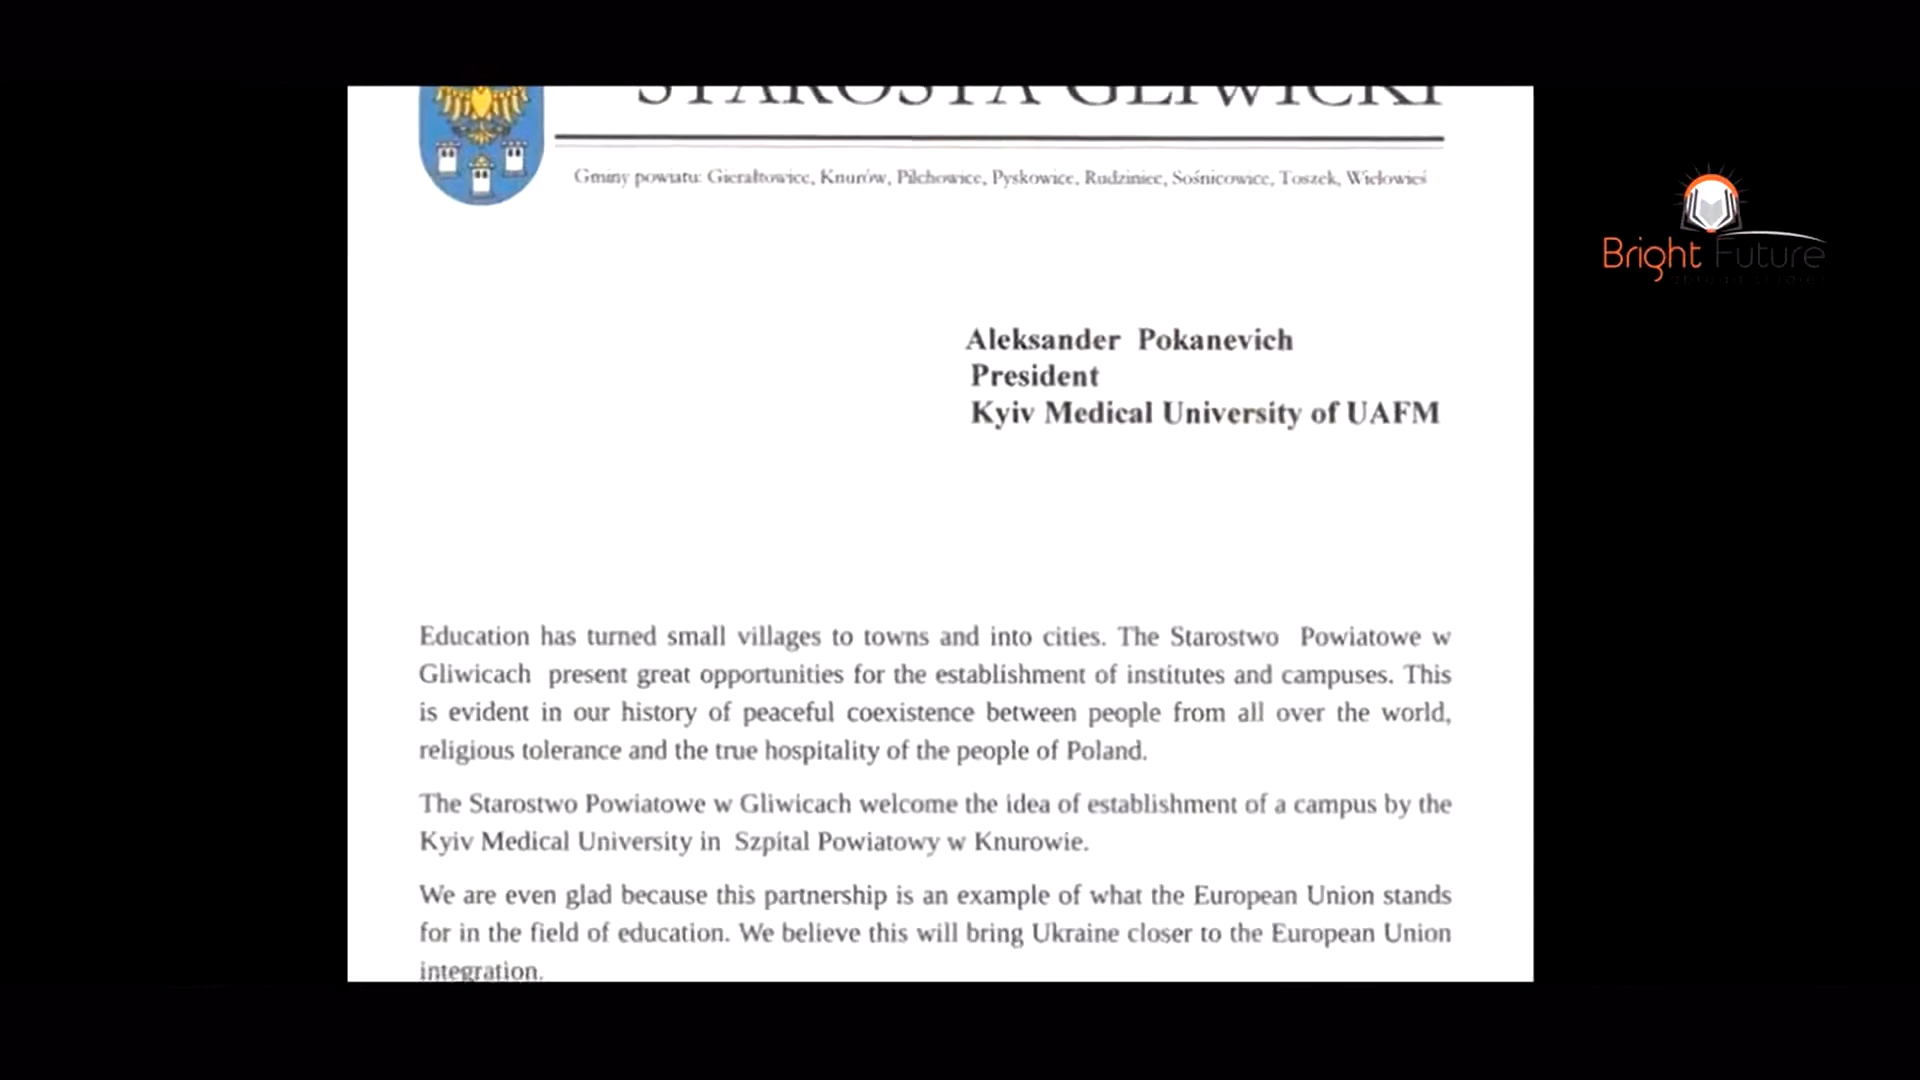 STAROSTA GLIWICKI
Gminy powiatu: Gierałtowice, Knurów, Pilchowice, Pyskowice, Rudziniec, Sośnicowice, Toszek, Wielowieś
Bright Future
Aleksander Pokanevich
President
Kyiv Medical University of UAFM
Education has turned small villages to towns and into cities. The Starostwo Powiatowe w
Gliwicach present great opportunities for the establishment of institutes and campuses. This
is evident in our history of peaceful coexistence between people from all over the world,
religious tolerance and the true hospitality of the people of Poland.
The Starostwo Powiatowe w Gliwicach welcome the idea of establishment of a campus by the
Kyiv Medical University in Szpital Powiatowy w Knurowie.
We are even glad because this partnership is an example of what the European Union stands
for in the field of education. We believe this will bring Ukraine closer to the European Union
integration.